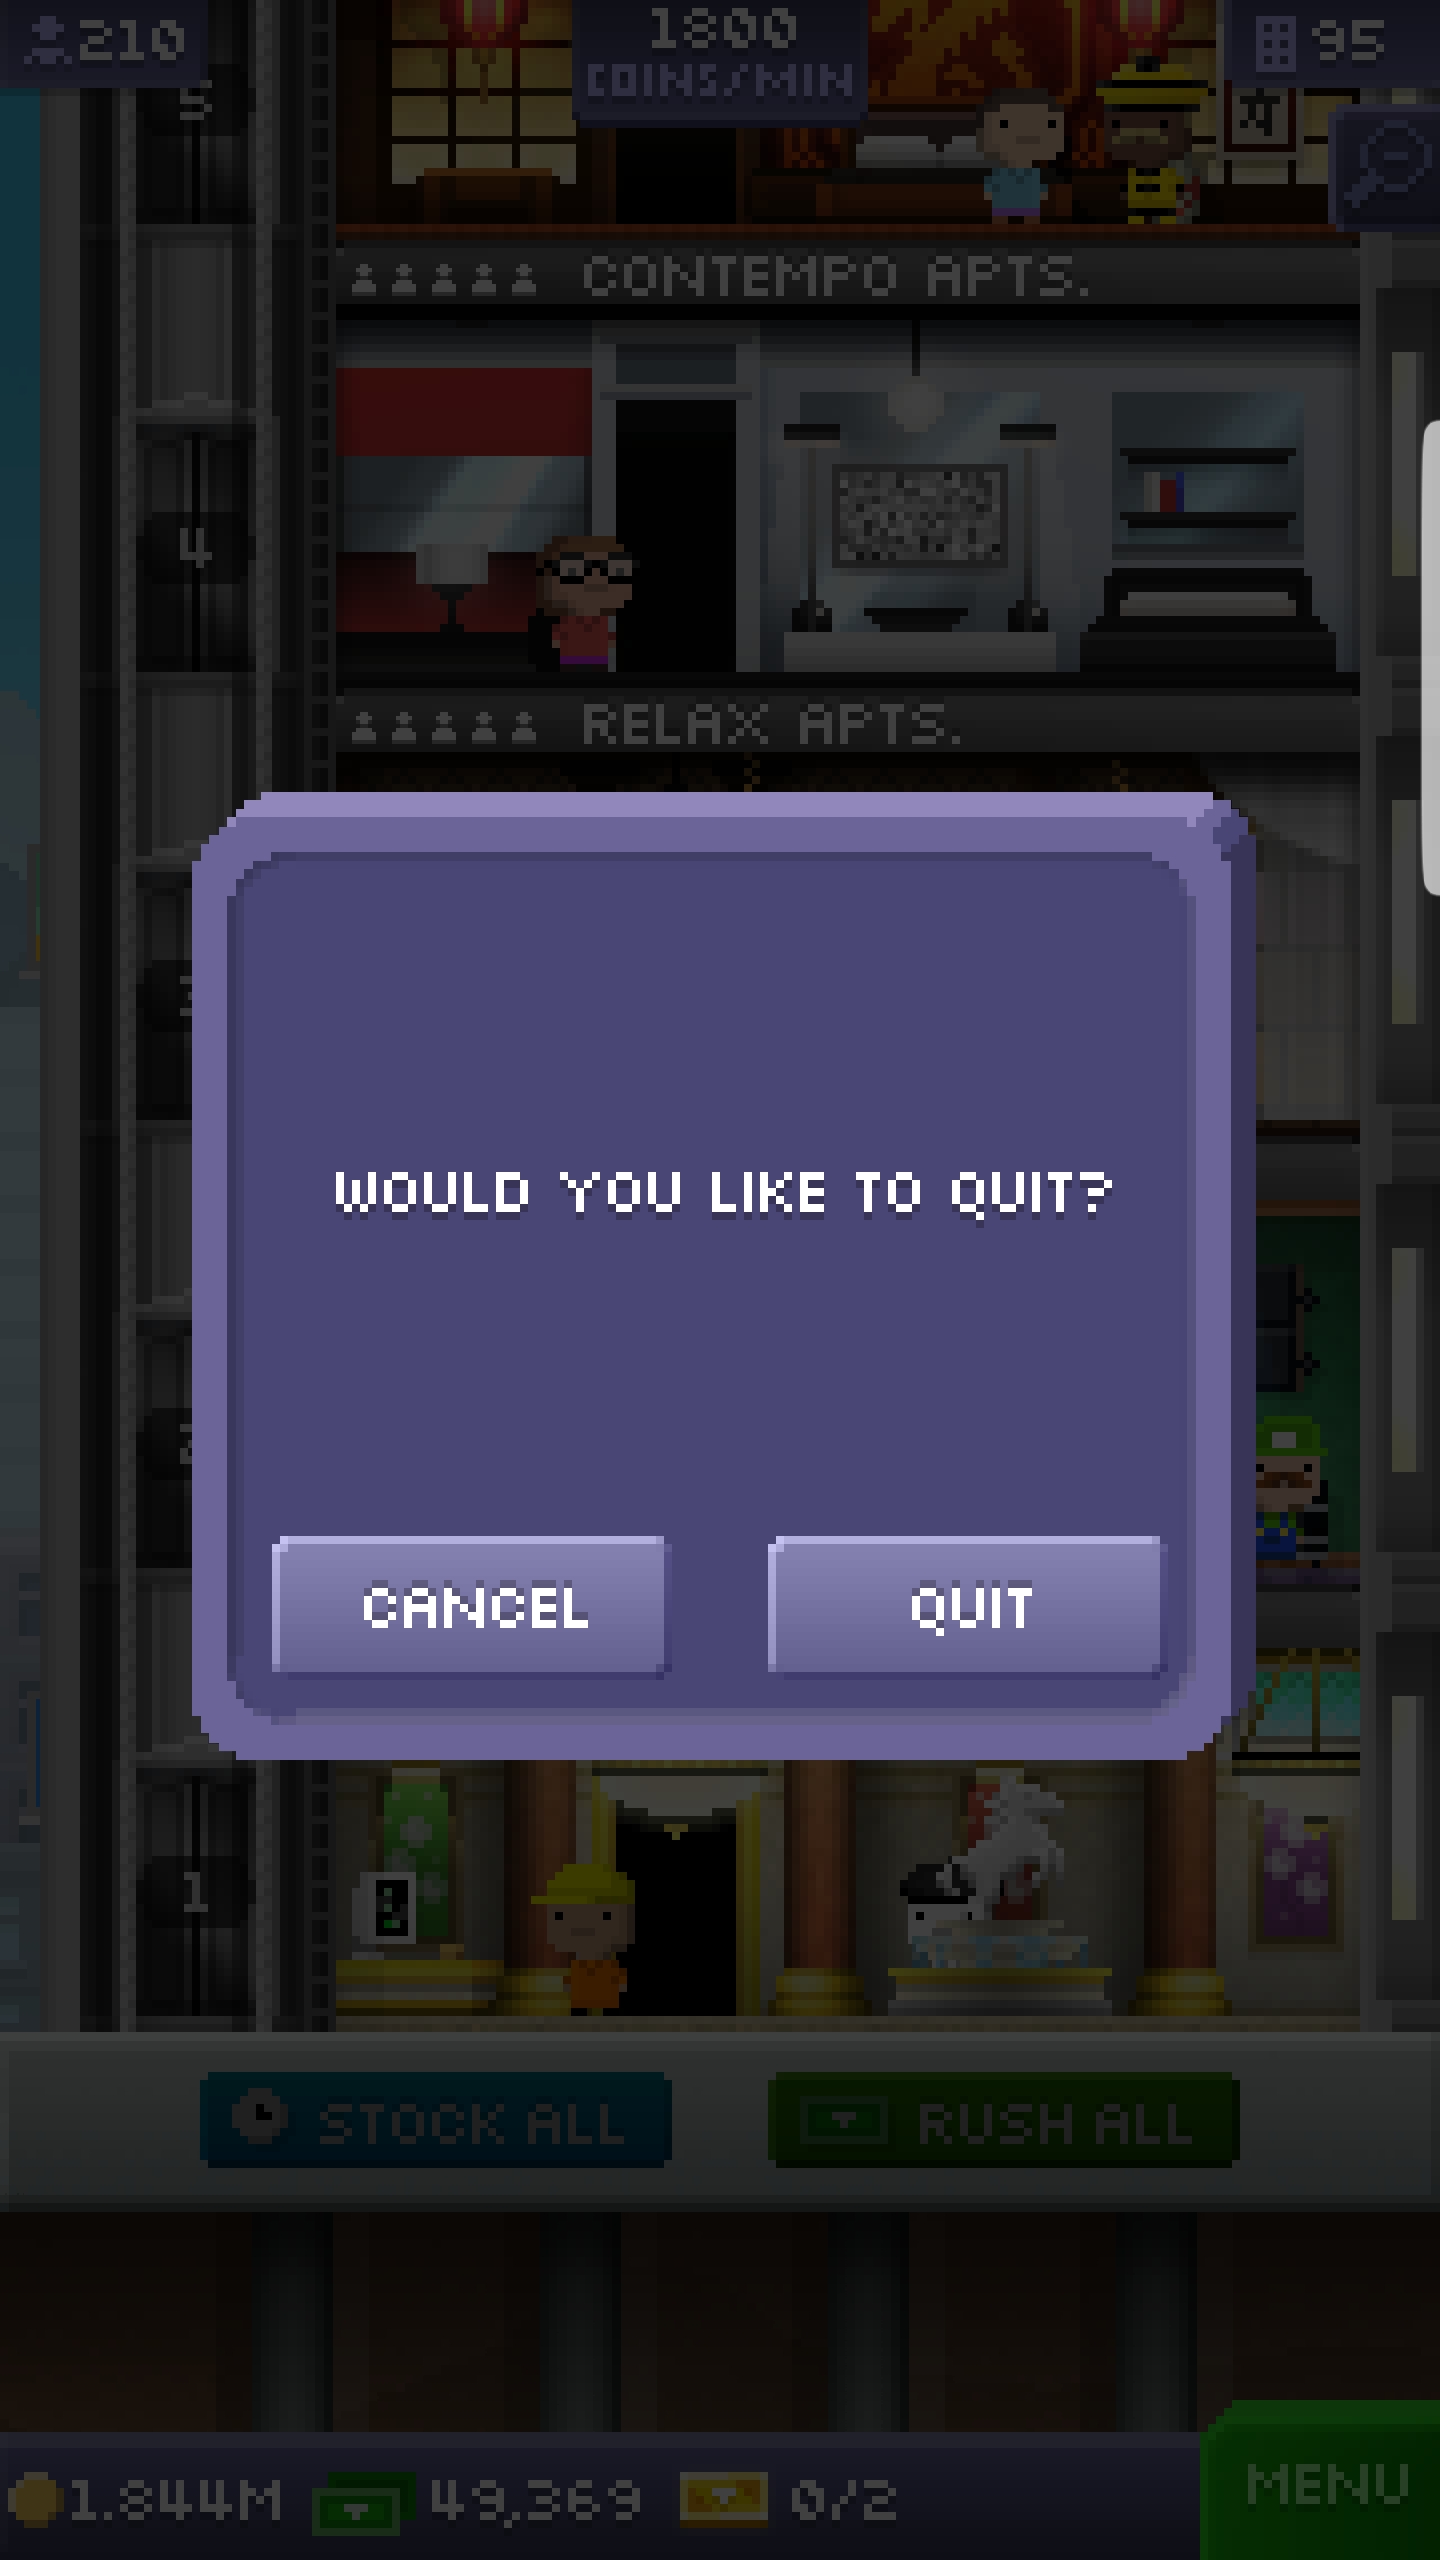 210
1800
COINS/MIN
95
5
CONTEMPO APTS.
4
RELAX APTS.
WOULD YOU LIKE TO QUIT?
CANCEL
QUIT
1
STOCK ALL
RUSH ALL
1.844M
49,369
0/2
MENU